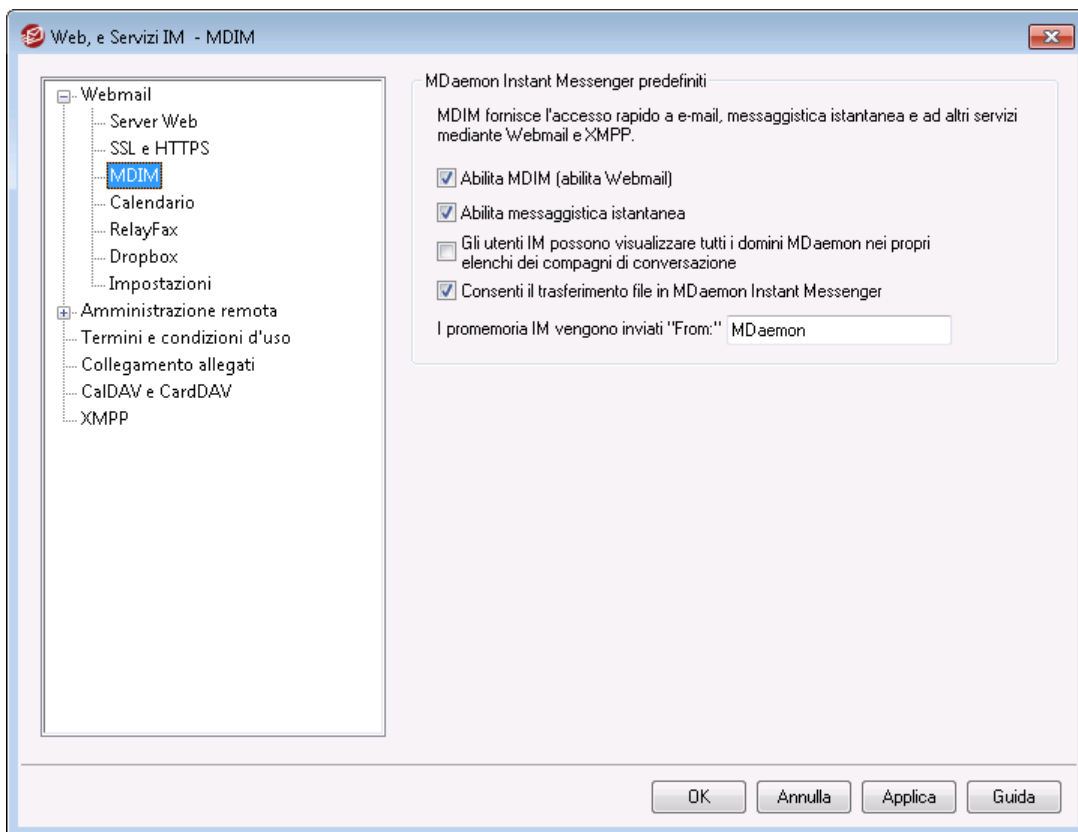 Web, e Servizi IM - MDIM
Webmail
Server Web
SSL e HTTPS
MDIM
Calendario
RelayFax
Dropbox
Impostazioni
Amministrazione remota
Termini e condizioni d'uso
Collegamento allegati
CalDAV e CardDAV
XMPP
MDaemon Instant Messenger predefiniti
MDIM fornisce l'accesso rapido a e-mail, messaggistica istantanea e ad altri servizi
mediante Webmail e XMPP.
Abilita MDIM (abilita Webmail)
Abilita messaggistica istantanea
Gli utenti IM possono visualizzare tutti i domini MDaemon nei propri
elenchi dei compagni di conversazione
Consenti il trasferimento file in MDaemon Instant Messenger
I promemoria IM vengono inviati "From:" MDaemon
OK Annulla Applica Guida